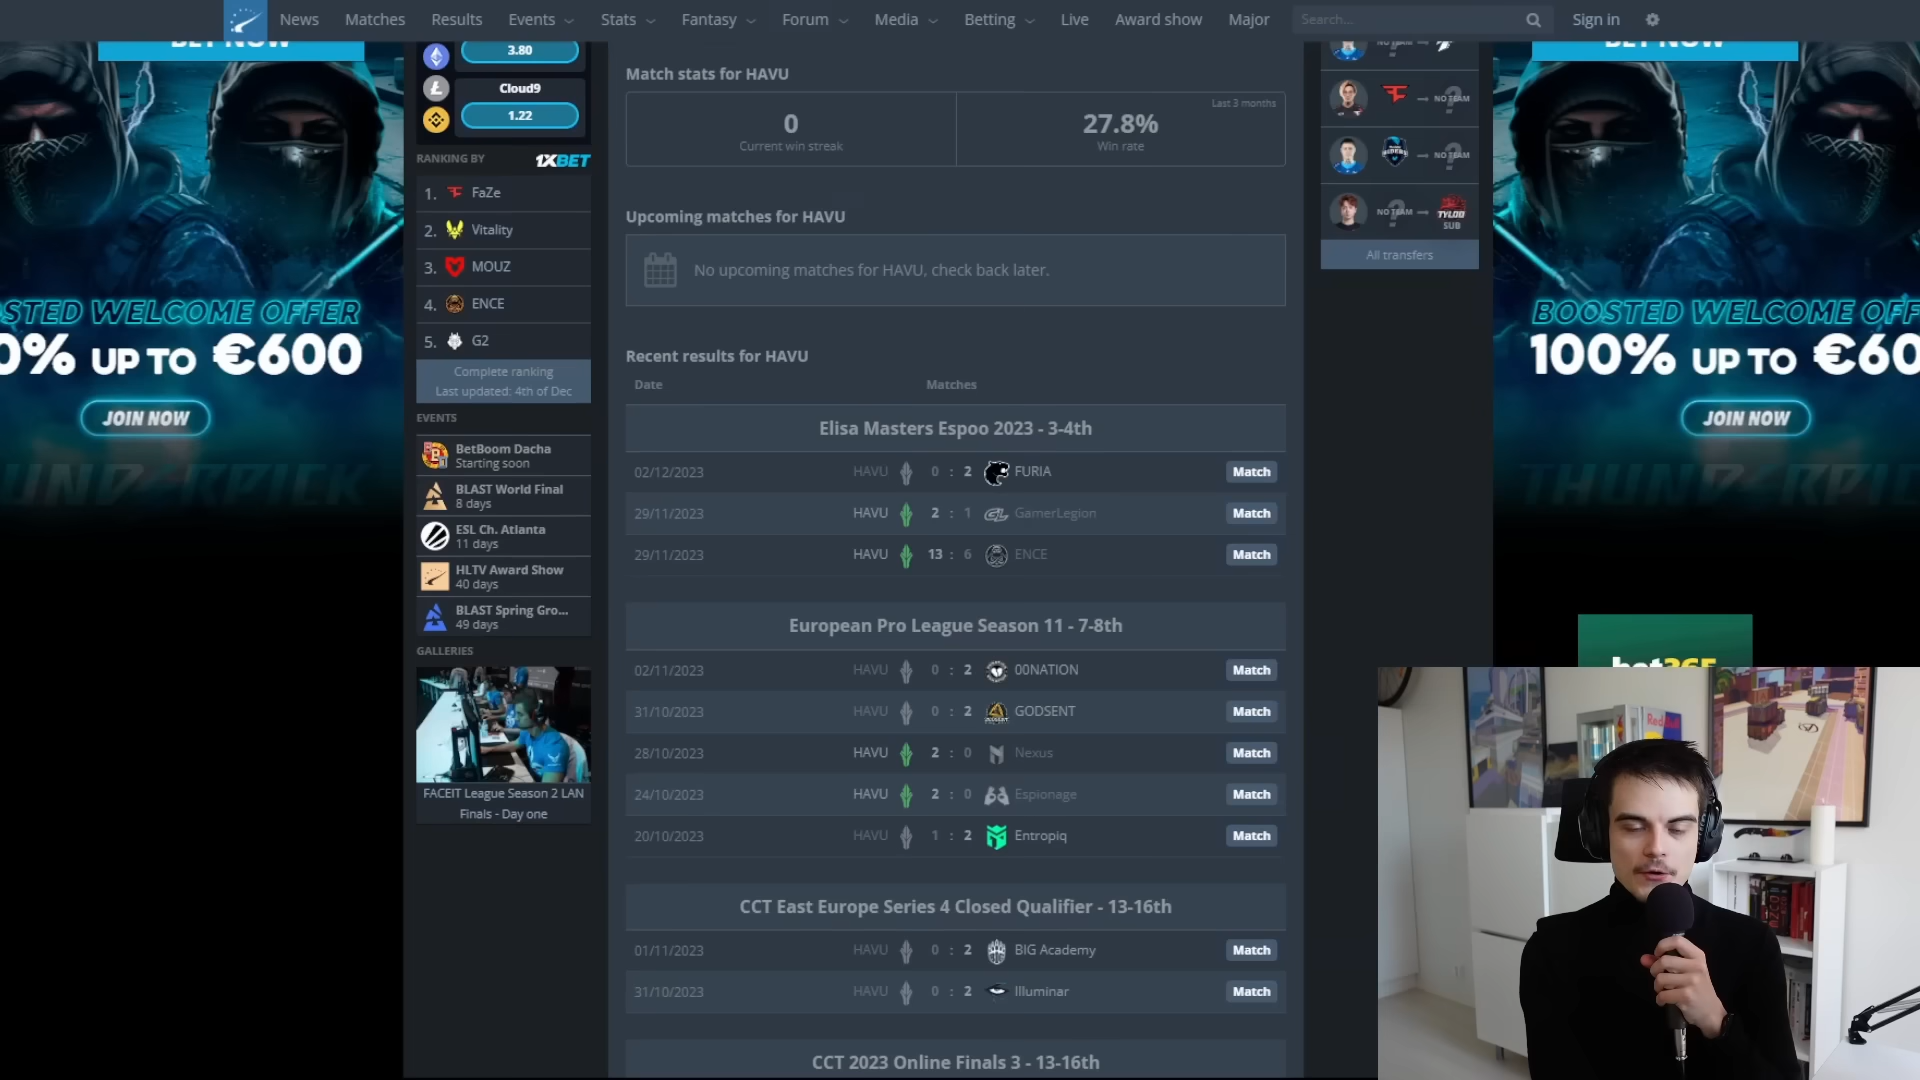 News Matches Results Events Stats Fantasy Forum Media Betting Live Award show Major Search... Sign in
BET NOW
STED WELCOME OFFER
0% UP TO €600
JOIN NOW
3.80
Cloud9
1.22
RANKING BY 1XBET
1. FaZe
2. Vitality
3. MOUZ
4. ENCE
5. G2
Complete ranking
Last updated: 4th of Dec
EVENTS
BetBoom Dacha
Starting soon
BLAST World Final
8 days
ESL Ch. Atlanta
11 days
HLTV Award Show
40 days
BLAST Spring Gro...
49 days
GALLERIES
FACEIT League Season 2 LAN
Finals - Day one
Match stats for HAVU
Last 3 months
0 27.8%
Current win streak Win rate
Upcoming matches for HAVU
No upcoming matches for HAVU, check back later.
Recent results for HAVU
Date Matches
Elisa Masters Espoo 2023 - 3-4th
02/12/2023 HAVU 0 : 2 FURIA Match
29/11/2023 HAVU 2 : 1 GamerLegion Match
29/11/2023 HAVU 13 : 6 ENCE Match
European Pro League Season 11 - 7-8th
02/11/2023 HAVU 0 : 2 00NATION Match
31/10/2023 HAVU 0 : 2 GODSENT Match
28/10/2023 HAVU 2 : 0 Nexus Match
24/10/2023 HAVU 2 : 0 Espionage Match
20/10/2023 HAVU 1 : 2 Entropiq Match
CCT East Europe Series 4 Closed Qualifier - 13-16th
01/11/2023 HAVU 0 : 2 BIG Academy Match
31/10/2023 HAVU 0 : 2 Illuminar Match
CCT 2023 Online Finals 3 - 13-16th
NO TEAM
NO TEAM
NO TEAM
NO TEAM TYLOO
SUB
All transfers
BET NOW
BOOSTED WELCOME OFF
100% UP TO €60
JOIN NOW
bet365
Red Bull